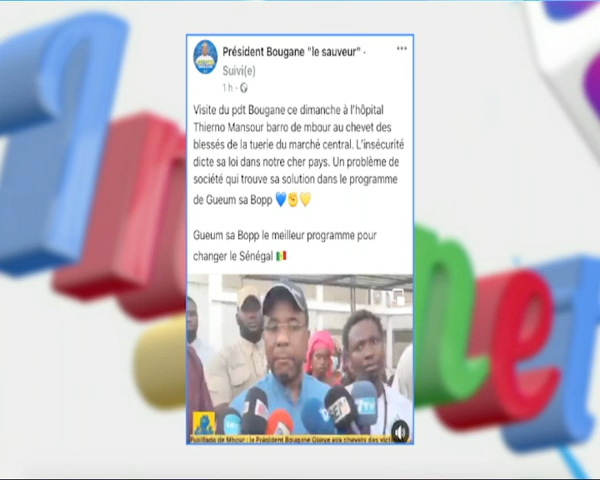 Président Bougane "le sauveur" · ...
Suivi(e)
1 h ·
Visite du pdt Bougane ce dimanche à l'hôpital
Thierno Mansour barro de mbour au chevet des
blessés de la tuerie du marché central. L'insécurité
dicte sa loi dans notre cher pays. Un problème de
société qui trouve sa solution dans le programme
de Gueum sa Bopp 💙✊💛
Gueum sa Bopp le meilleur programme pour
changer le Sénégal 🇸🇳
7TV
Fusillade de Mbour : le Président Bougane Gueye aux chevets des
net